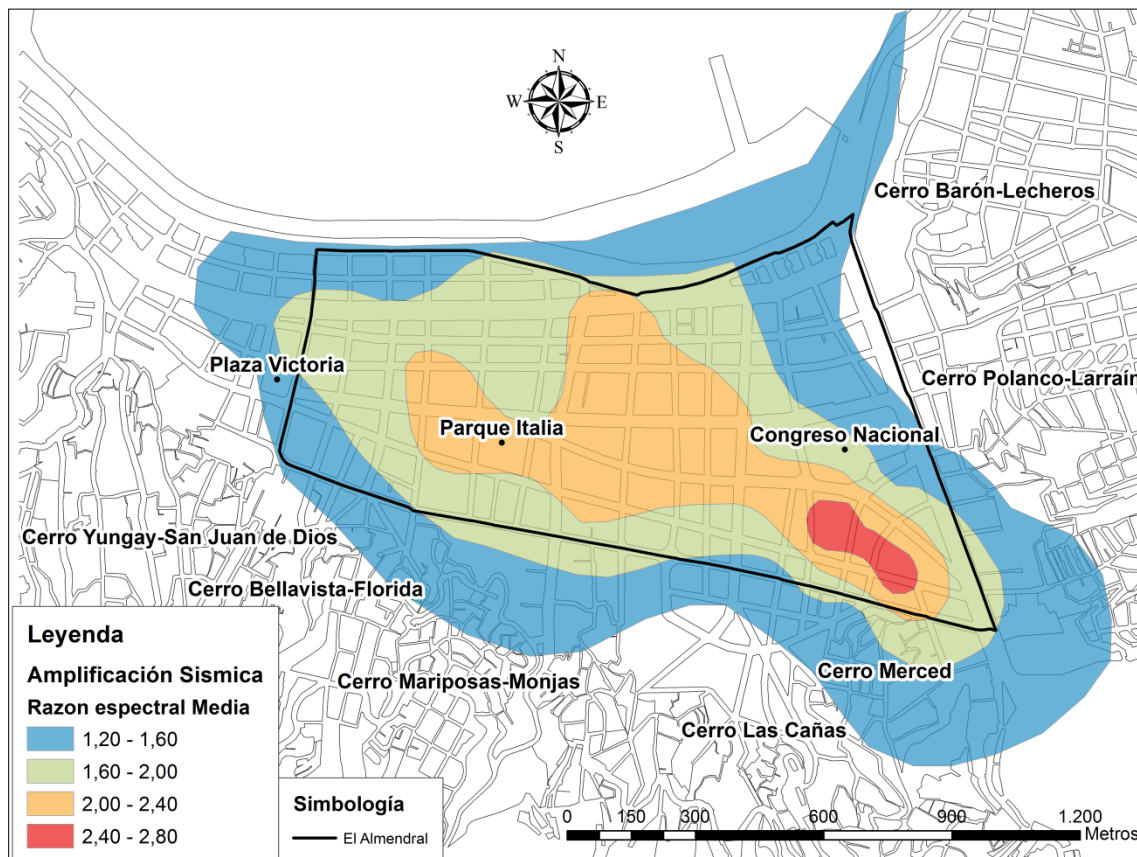 N
W E
S
Cerro Barón-Lecheros
Plaza Victoria
Cerro Polanco-Larraín
Parque Italia
Congreso Nacional
Cerro Yungay-San Juan de Dios
Cerro Bellavista-Florida
Cerro Merced
Cerro Mariposas-Monjas
Cerro Las Cañas
Leyenda
Amplificación Sismica
Razon espectral Media
1,20 - 1,60
1,60 - 2,00
2,00 - 2,40
2,40 - 2,80
Simbología
El Almendral
0 150 300 600 900 1.200
Metros